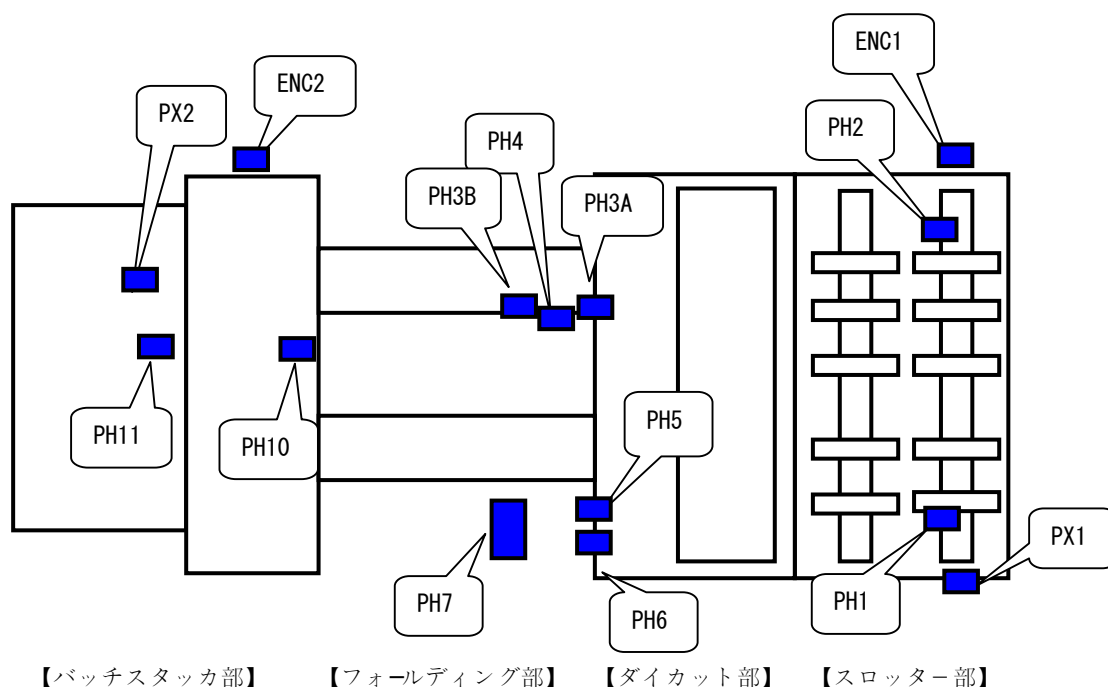 ENC1
ENC2
PX2
PH4
PH2
PH3B
PH3A
PH11
PH10
PH5
PX1
PH7
PH6
PH1
【バッチスタッカ部】 【フォールディング部】 【ダイカット部】 【スロッター部】